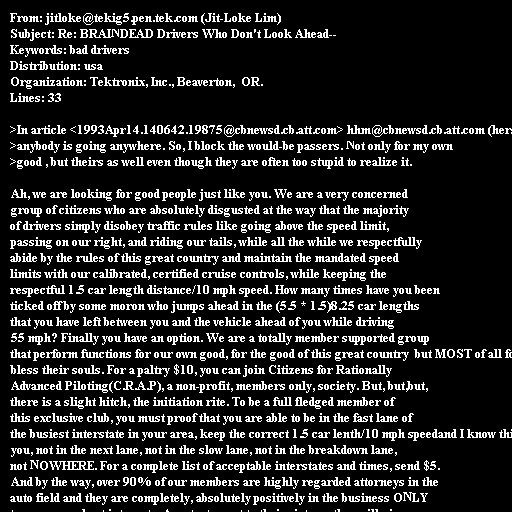 From: jitloke@tekig5.pen.tek.com (Jit-Loke Lim)
Subject: Re: BRAINDEAD Drivers Who Don't Look Ahead--
Keywords: bad drivers
Distribution: usa
Organization: Tektronix, Inc., Beaverton,  OR.
Lines: 33

>In article <1993Apr14.140642.19875@cbnewsd.cb.att.com> hhm@cbnewsd.cb.att.com
>anybody is going anywhere. So, I block the would-be passers. Not only for my own
>good , but theirs as well even though they are often too stupid to realize it.

Ah, we are looking for good people just like you. We are a very concerned
group of citizens who are absolutely disgusted at the way that the majority
of drivers simply disobey traffic rules like going above the speed limit,
passing on our right, and riding our tails, while all the while we respectfully
abide by the rules of this great country and maintain the mandated speed
limits with our calibrated, certified cruise controls, while keeping the
respectful 1.5 car length distance/10 mph speed. How many times have you been
ticked off by some moron who jumps ahead in the (5.5 * 1.5)8.25 car lengths
that you have left between you and the vehicle ahead of you while driving
55 mph? Finally you have an option. We are a totally member supported group
that perform functions for our own good, for the good of this great country  but MOST of all
bless their souls. For a paltry $10, you can join Citizens for Rationally
Advanced Piloting(C.R.A.P), a non-profit, members only, society. But, but,but,
there is a slight hitch, the initiation rite. To be a full fledged member of
this exclusive club, you must proof that you are able to be in the fast lane of
the busiest interstate in your area, keep the correct 1.5 car lenth/10 mph speedand I know
you, not in the next lane, not in the slow lane, not in the breakdown lane,
not NOWHERE. For a complete list of acceptable interstates and times, send $5.
And by the way, over 90% of our members are highly regarded attorneys in the
auto field and they are completely, absolutely positively in the business ONLY